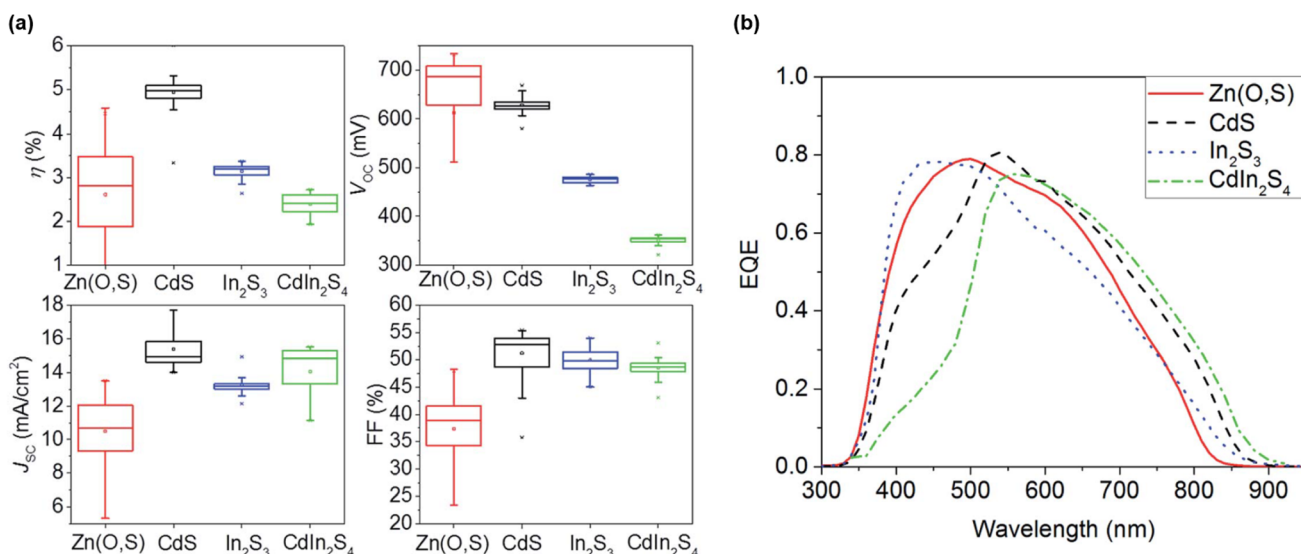 (a)
η (%)
6
5
4
3
2
1
Zn(O,S) CdS In₂S₃ CdIn₂S₄
V_OC (mV)
700
600
500
400
300
Zn(O,S) CdS In₂S₃ CdIn₂S₄
J_SC (mA/cm²)
16
14
12
10
8
6
Zn(O,S) CdS In₂S₃ CdIn₂S₄
FF (%)
60
55
50
45
40
35
30
25
20
Zn(O,S) CdS In₂S₃ CdIn₂S₄
(b)
EQE
1.0
0.8
0.6
0.4
0.2
0.0
Zn(O,S)
CdS
In₂S₃
CdIn₂S₄
300 400 500 600 700 800 900
Wavelength (nm)